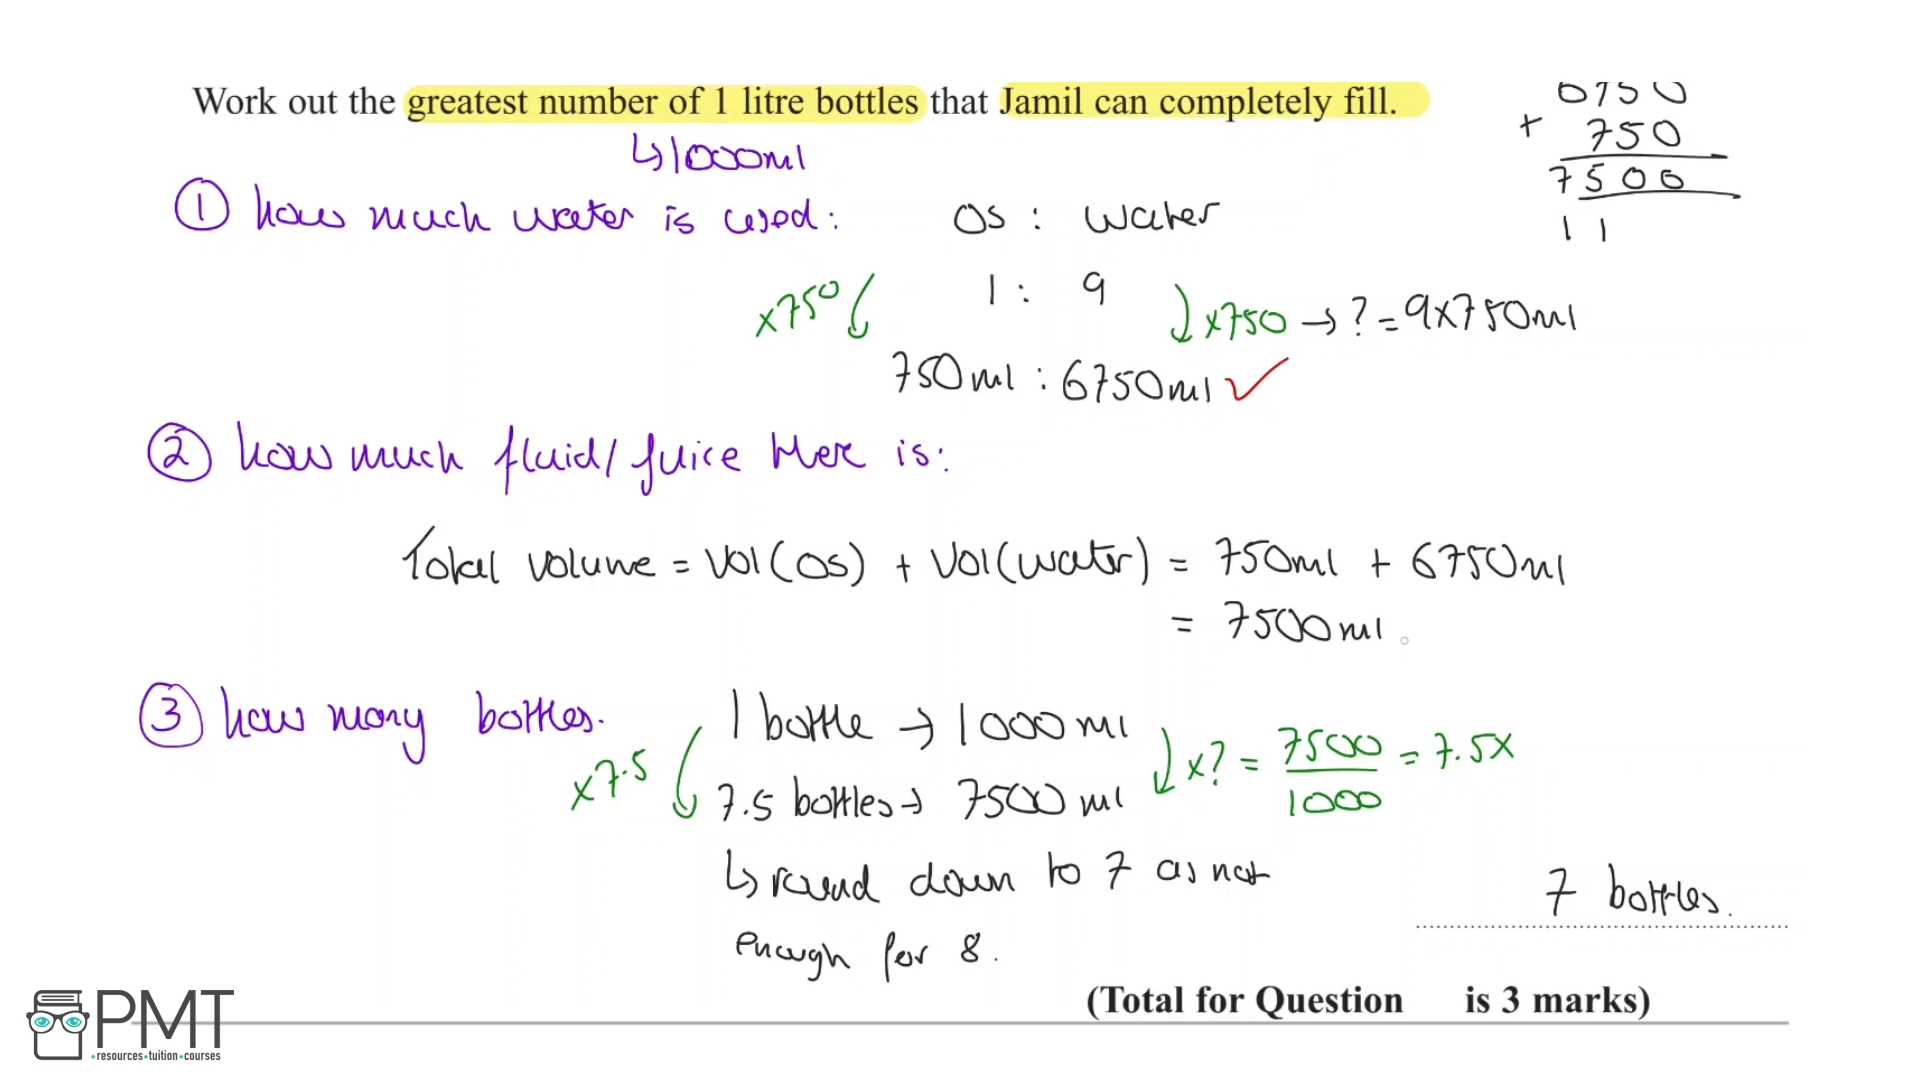 Work out the greatest number of 1 litre bottles that Jamil can completely fill.
↳1000ml
6750
+ 750
7500
1 1
① how much water is used:
OS : water
1 : 9
x750
x750 → ? = 9x750ml
750ml : 6750ml ✓
② how much fluid/juice there is:
Total volume = Vol(OS) + Vol(water) = 750ml + 6750ml
= 7500ml.
③ how many bottles.
1 bottle → 1000ml
x7.5
x? = 7500/1000 = 7.5x
7.5 bottles → 7500ml
↳ round down to 7 as not
enough for 8.
7 bottles.
(Total for Question is 3 marks)
PMT
•resources•tuition•courses